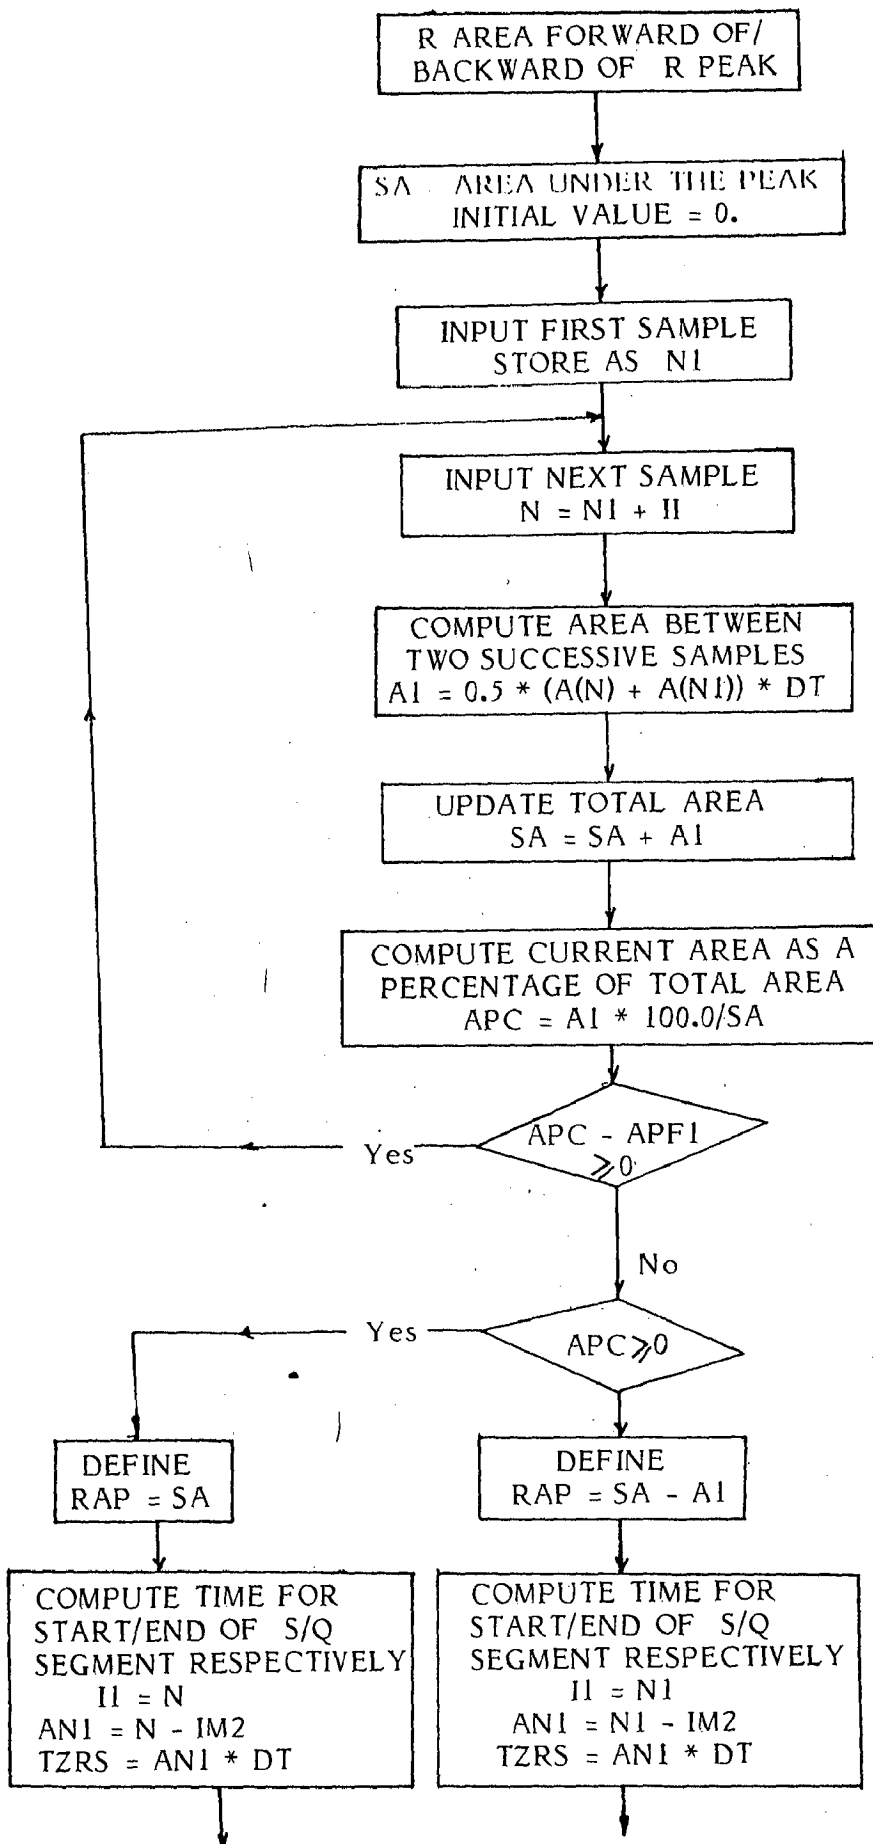 R AREA FORWARD OF/
BACKWARD OF R PEAK
SA AREA UNDER THE PEAK
INITIAL VALUE = 0.
INPUT FIRST SAMPLE
STORE AS N1
INPUT NEXT SAMPLE
N = N1 + II
COMPUTE AREA BETWEEN
TWO SUCCESSIVE SAMPLES
A1 = 0.5 * (A(N) + A(N1)) * DT
UPDATE TOTAL AREA
SA = SA + A1
COMPUTE CURRENT AREA AS A
PERCENTAGE OF TOTAL AREA
APC = A1 * 100.0/SA
APC - APF1
⩾0
Yes
No
APC⩾0
Yes
DEFINE
RAP = SA
DEFINE
RAP = SA - A1
COMPUTE TIME FOR
START/END OF S/Q
SEGMENT RESPECTIVELY
I1 = N
AN1 = N - IM2
TZRS = AN1 * DT
COMPUTE TIME FOR
START/END OF S/Q
SEGMENT RESPECTIVELY
I1 = N1
AN1 = N1 - IM2
TZRS = AN1 * DT